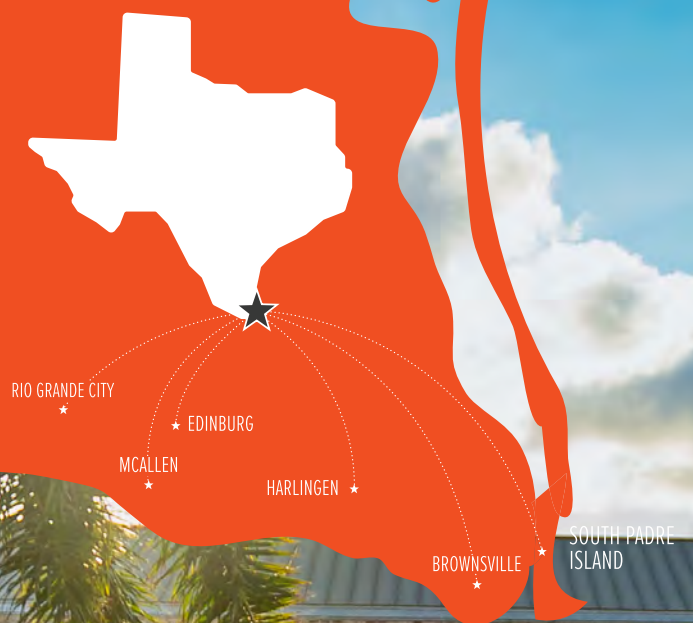 RIO GRANDE CITY
EDINBURG
MCALLEN
HARLINGEN
SOUTH PADRE
ISLAND
BROWNSVILLE